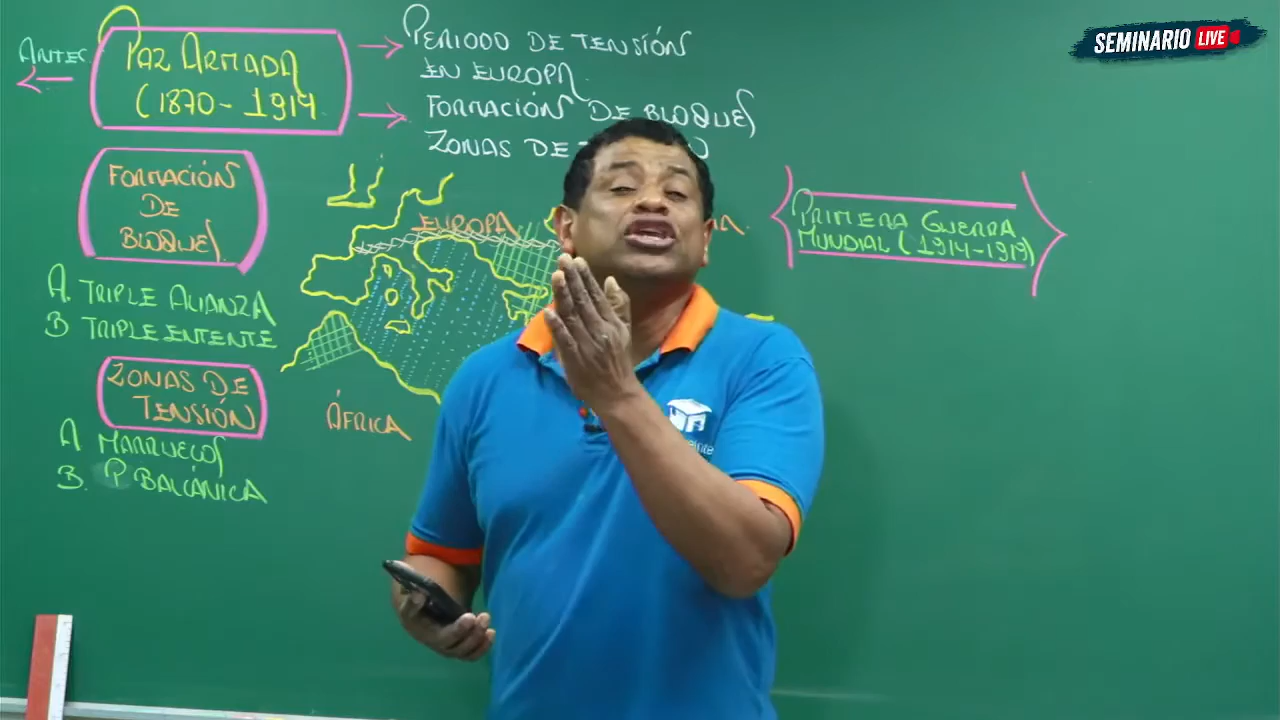 SEMINARIO LIVE
ANTEC.
PAZ ARMADA
(1870-1914
PERIODO DE TENSIÓN
EN EUROPA.
FORMACIÓN DE BLOQUES
ZONAS DE
FORMACIÓN
DE
BLOQUES
A. TRIPLE ALIANZA
B TRIPLE ENTENTE
ZONAS DE
TENSIÓN
A MARRUECOS
B. P BALCÁNICA
EUROPA
ÁFRICA
PRIMERA GUERRA
MUNDIAL (1914-1919)